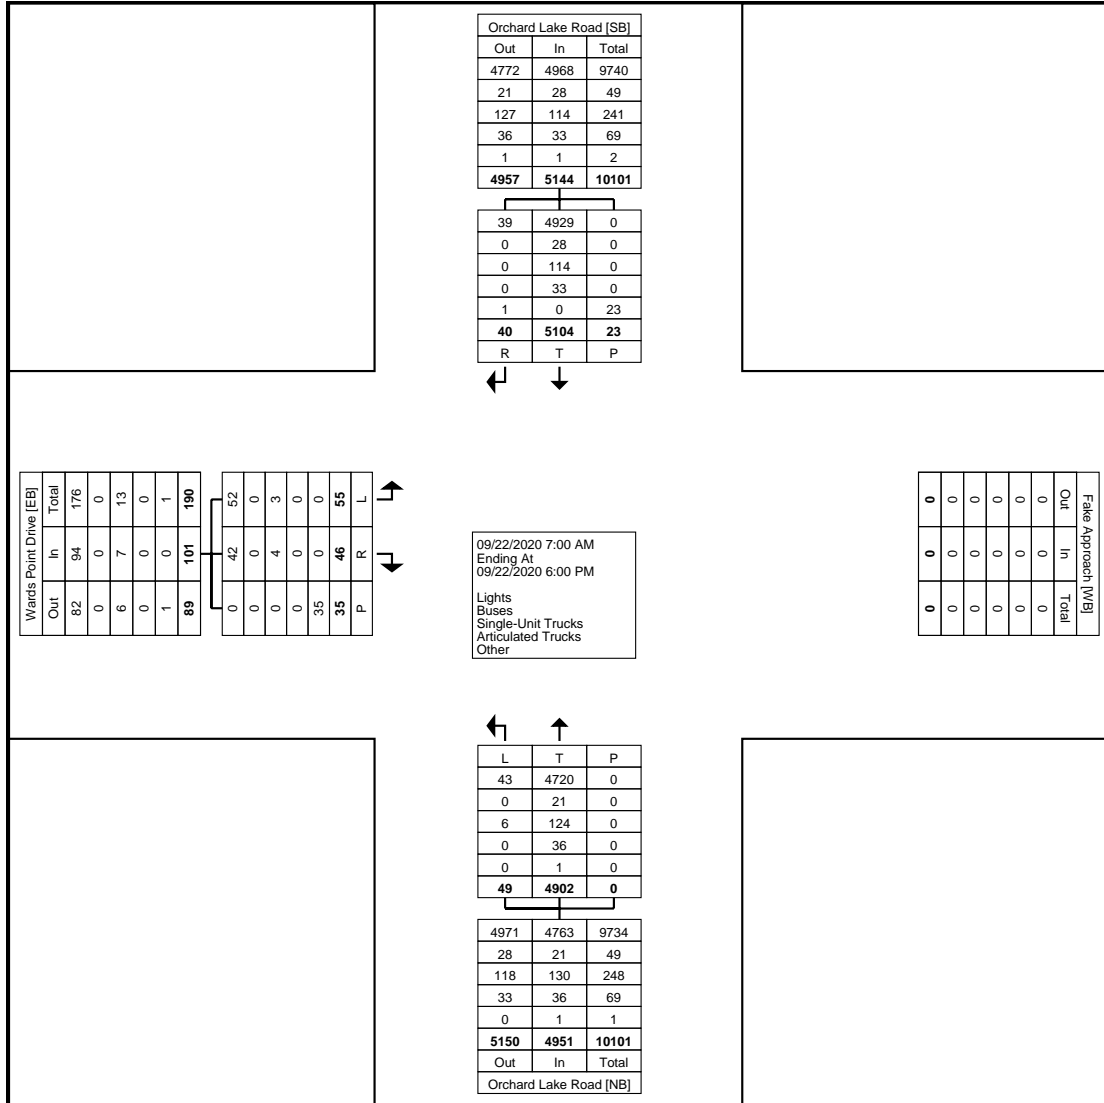 Orchard Lake Road [SB]
Out In Total
4772 4968 9740
21 28 49
127 114 241
36 33 69
1 1 2
4957 5144 10101
39 4929 0
0 28 0
0 114 0
0 33 0
1 0 23
40 5104 23
R T P
Wards Point Drive [EB]
Out In Total
82 94 176
0 0 0
6 7 13
0 0 0
1 0 1
89 101 190
0 42 52
0 0 0
0 4 3
0 0 0
35 0 0
35 46 55
P R L
09/22/2020 7:00 AM
Ending At
09/22/2020 6:00 PM
Lights
Buses
Single-Unit Trucks
Articulated Trucks
Other
Fake Approach [WB]
Out In Total
0 0 0
0 0 0
0 0 0
0 0 0
0 0 0
0 0 0
L T P
43 4720 0
0 21 0
6 124 0
0 36 0
0 1 0
49 4902 0
4971 4763 9734
28 21 49
118 130 248
33 36 69
0 1 1
5150 4951 10101
Out In Total
Orchard Lake Road [NB]